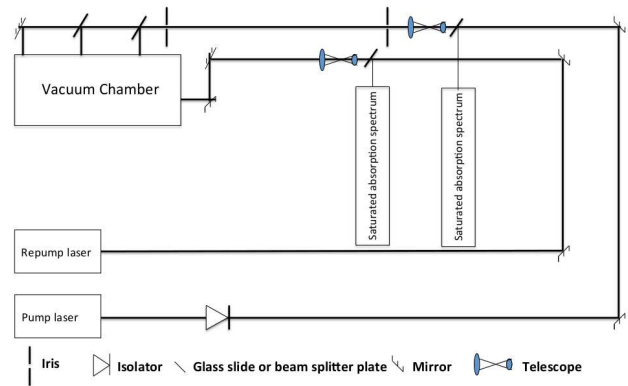 Vacuum Chamber
Saturated absorption spectrum
Saturated absorption spectrum
Repump laser
Pump laser
Iris
Isolator
Glass slide or beam splitter plate
Mirror
Telescope